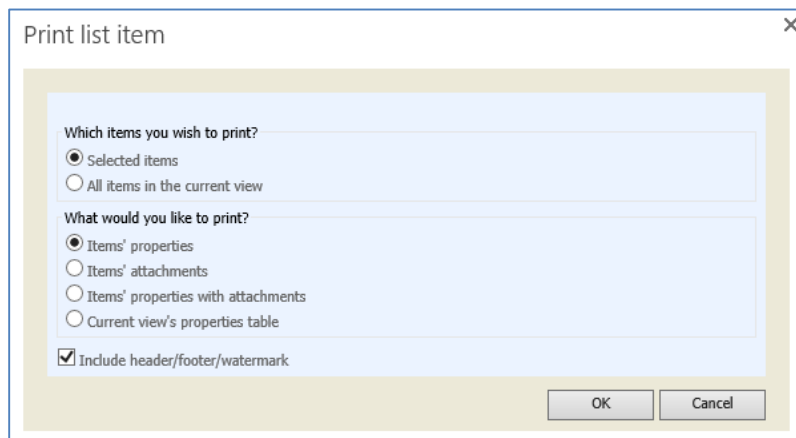 Print list item
Which items you wish to print?
Selected items
All items in the current view
What would you like to print?
Items' properties
Items' attachments
Items' properties with attachments
Current view's properties table
Include header/footer/watermark
OK Cancel